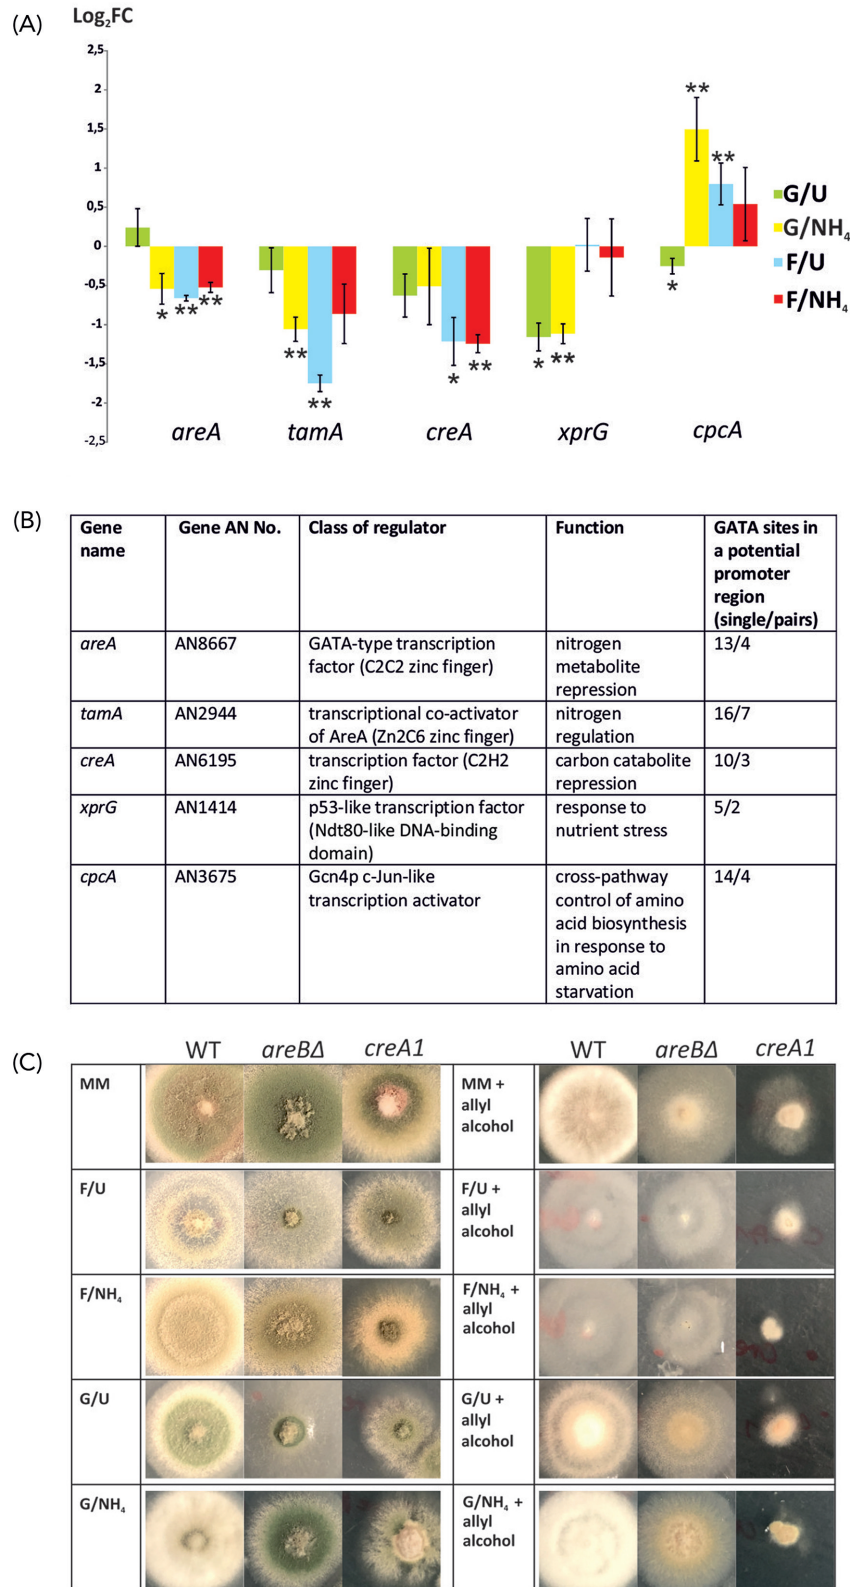 (A)
Log₂FC
2,5
2
1,5
1
0,5
0
-0,5
-1
-1,5
-2
-2,5
* ** **
** **
* **
* **
* ** **
areA tamA creA xprG cpcA
G/U
G/NH₄
F/U
F/NH₄
(B)
Gene
name
Gene AN No.
Class of regulator
Function
GATA sites in
a potential
promoter
region
(single/pairs)
areA
AN8667
GATA-type transcription
factor (C2C2 zinc finger)
nitrogen
metabolite
repression
13/4
tamA
AN2944
transcriptional co-activator
of AreA (Zn2C6 zinc finger)
nitrogen
regulation
16/7
creA
AN6195
transcription factor (C2H2
zinc finger)
carbon catabolite
repression
10/3
xprG
AN1414
p53-like transcription factor
(Ndt80-like DNA-binding
domain)
response to
nutrient stress
5/2
cpcA
AN3675
Gcn4p c-Jun-like
transcription activator
cross-pathway
control of amino
acid biosynthesis
in response to
amino acid
starvation
14/4
(C)
WT areBΔ creA1 WT areBΔ creA1
MM
MM +
allyl
alcohol
F/U
F/U +
allyl
alcohol
F/NH₄
F/NH₄ +
allyl
alcohol
G/U
G/U +
allyl
alcohol
G/NH₄
G/NH₄ +
allyl
alcohol